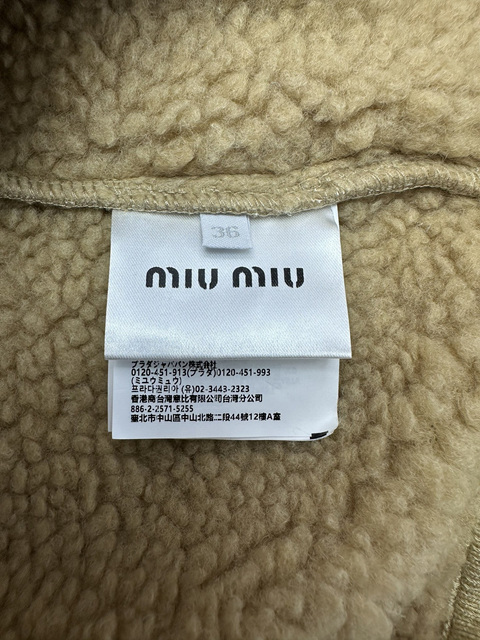 36
miu miu
プラダジャパン株式会社
0120-451-913(プラダ)0120-451-993
(ミュウミュウ)
프라다코리아 (유)02-3443-2323
香港商台灣意比有限公司台灣分公司
886-2-2571-5255
臺北市中山區中山北路二段44號12樓A室